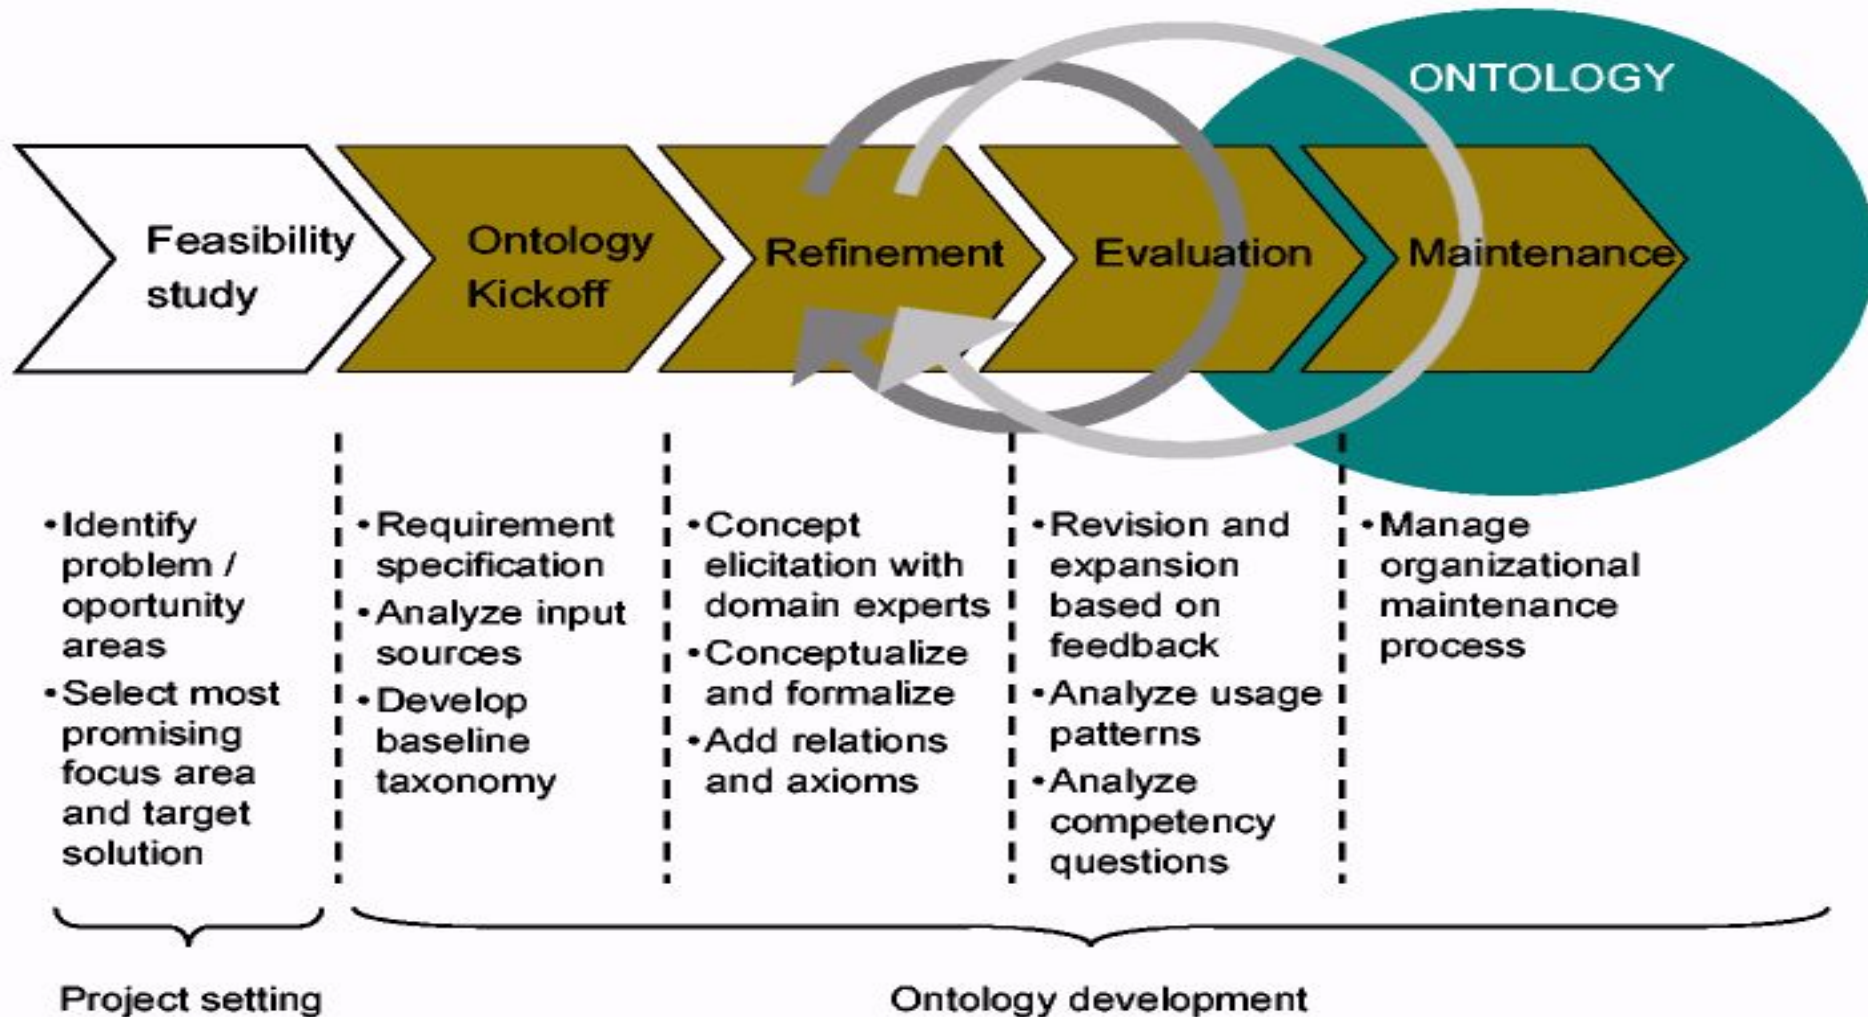 ONTOLOGY
Feasibility
study
Ontology
Kickoff
Refinement
Evaluation
Maintenance
•Identify
problem /
oportunity
areas
•Select most
promising
focus area
and target
solution
•Requirement
specification
•Analyze input
sources
•Develop
baseline
taxonomy
•Concept
elicitation with
domain experts
•Conceptualize
and formalize
•Add relations
and axioms
•Revision and
expansion
based on
feedback
•Analyze usage
patterns
•Analyze
competency
questions
•Manage
organizational
maintenance
process
Project setting
Ontology development